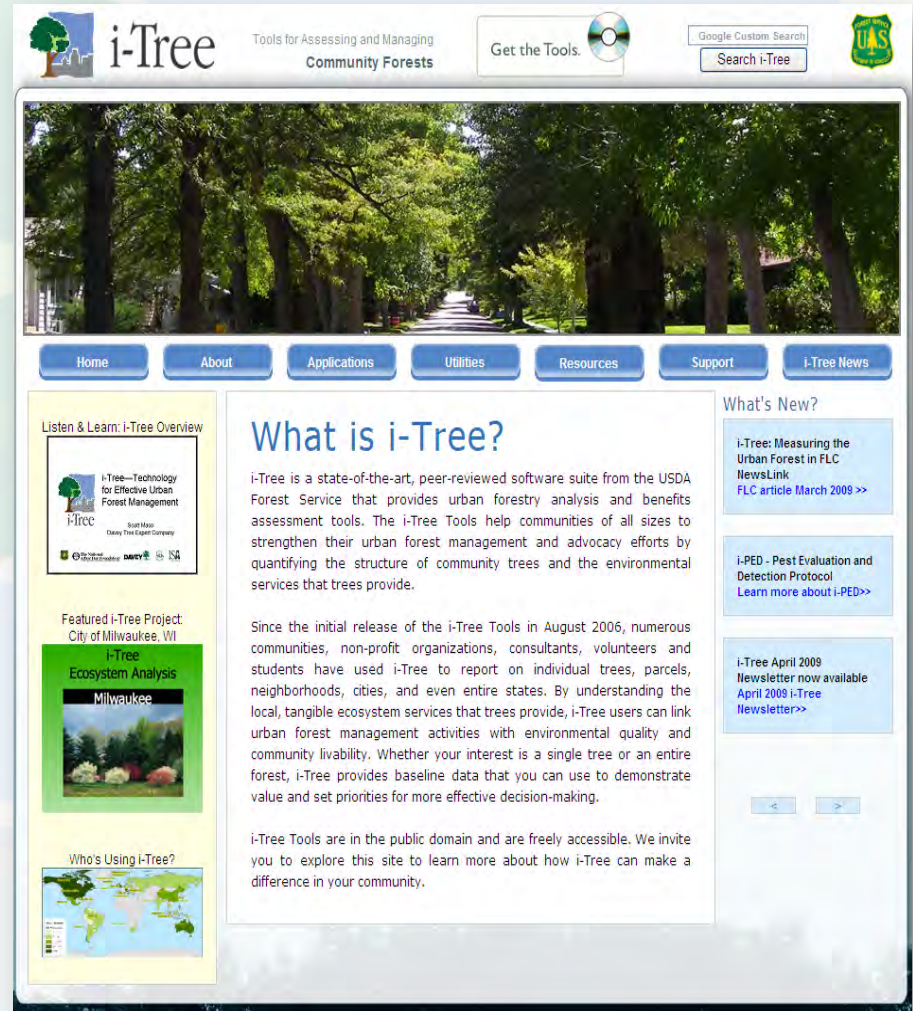 i-Tree
Tools for Assessing and Managing
Community Forests
Get the Tools.
Google Custom Search
Search i-Tree
Home
About
Applications
Utilities
Resources
Support
i-Tree News
Listen & Learn: i-Tree Overview
i-Tree—Technology
for Effective Urban
Forest Management
i-Tree
Scott Maco
Davey Tree Expert Company
DAVEY
ISA
Featured i-Tree Project:
City of Milwaukee, WI
i-Tree
Ecosystem Analysis
Milwaukee
Who's Using i-Tree?
What is i-Tree?
i-Tree is a state-of-the-art, peer-reviewed software suite from the USDA
Forest Service that provides urban forestry analysis and benefits
assessment tools. The i-Tree Tools help communities of all sizes to
strengthen their urban forest management and advocacy efforts by
quantifying the structure of community trees and the environmental
services that trees provide.
Since the initial release of the i-Tree Tools in August 2006, numerous
communities, non-profit organizations, consultants, volunteers and
students have used i-Tree to report on individual trees, parcels,
neighborhoods, cities, and even entire states. By understanding the
local, tangible ecosystem services that trees provide, i-Tree users can link
urban forest management activities with environmental quality and
community livability. Whether your interest is a single tree or an entire
forest, i-Tree provides baseline data that you can use to demonstrate
value and set priorities for more effective decision-making.
i-Tree Tools are in the public domain and are freely accessible. We invite
you to explore this site to learn more about how i-Tree can make a
difference in your community.
What's New?
i-Tree: Measuring the
Urban Forest in FLC
NewsLink
FLC article March 2009 >>
i-PED - Pest Evaluation and
Detection Protocol
Learn more about i-PED>>
i-Tree April 2009
Newsletter now available
April 2009 i-Tree
Newsletter>>
< >